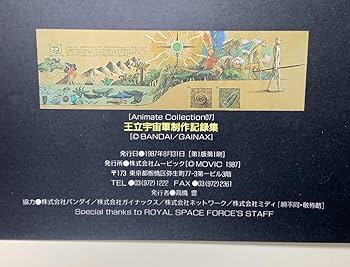 [Animate Collection07]
王立宇宙軍制作記録集
[© BANDAI/GAINAX]
発行日●1987年8月31日 [第1版第1刷]
発行所●株式会社ムービック [© MOVIC 1987]
〒173 東京都板橋区弥生町77-3第一ビル3階
TEL●03(972)1222 FAX●03(972)2361
発行者●高橋 豊
協力●株式会社バンダイ/株式会社ガイナックス/株式会社ネットワーク/株式会社ミディ [順不同・敬称略]
Special thanks to ROYAL SPACE FORCE'S STAFF